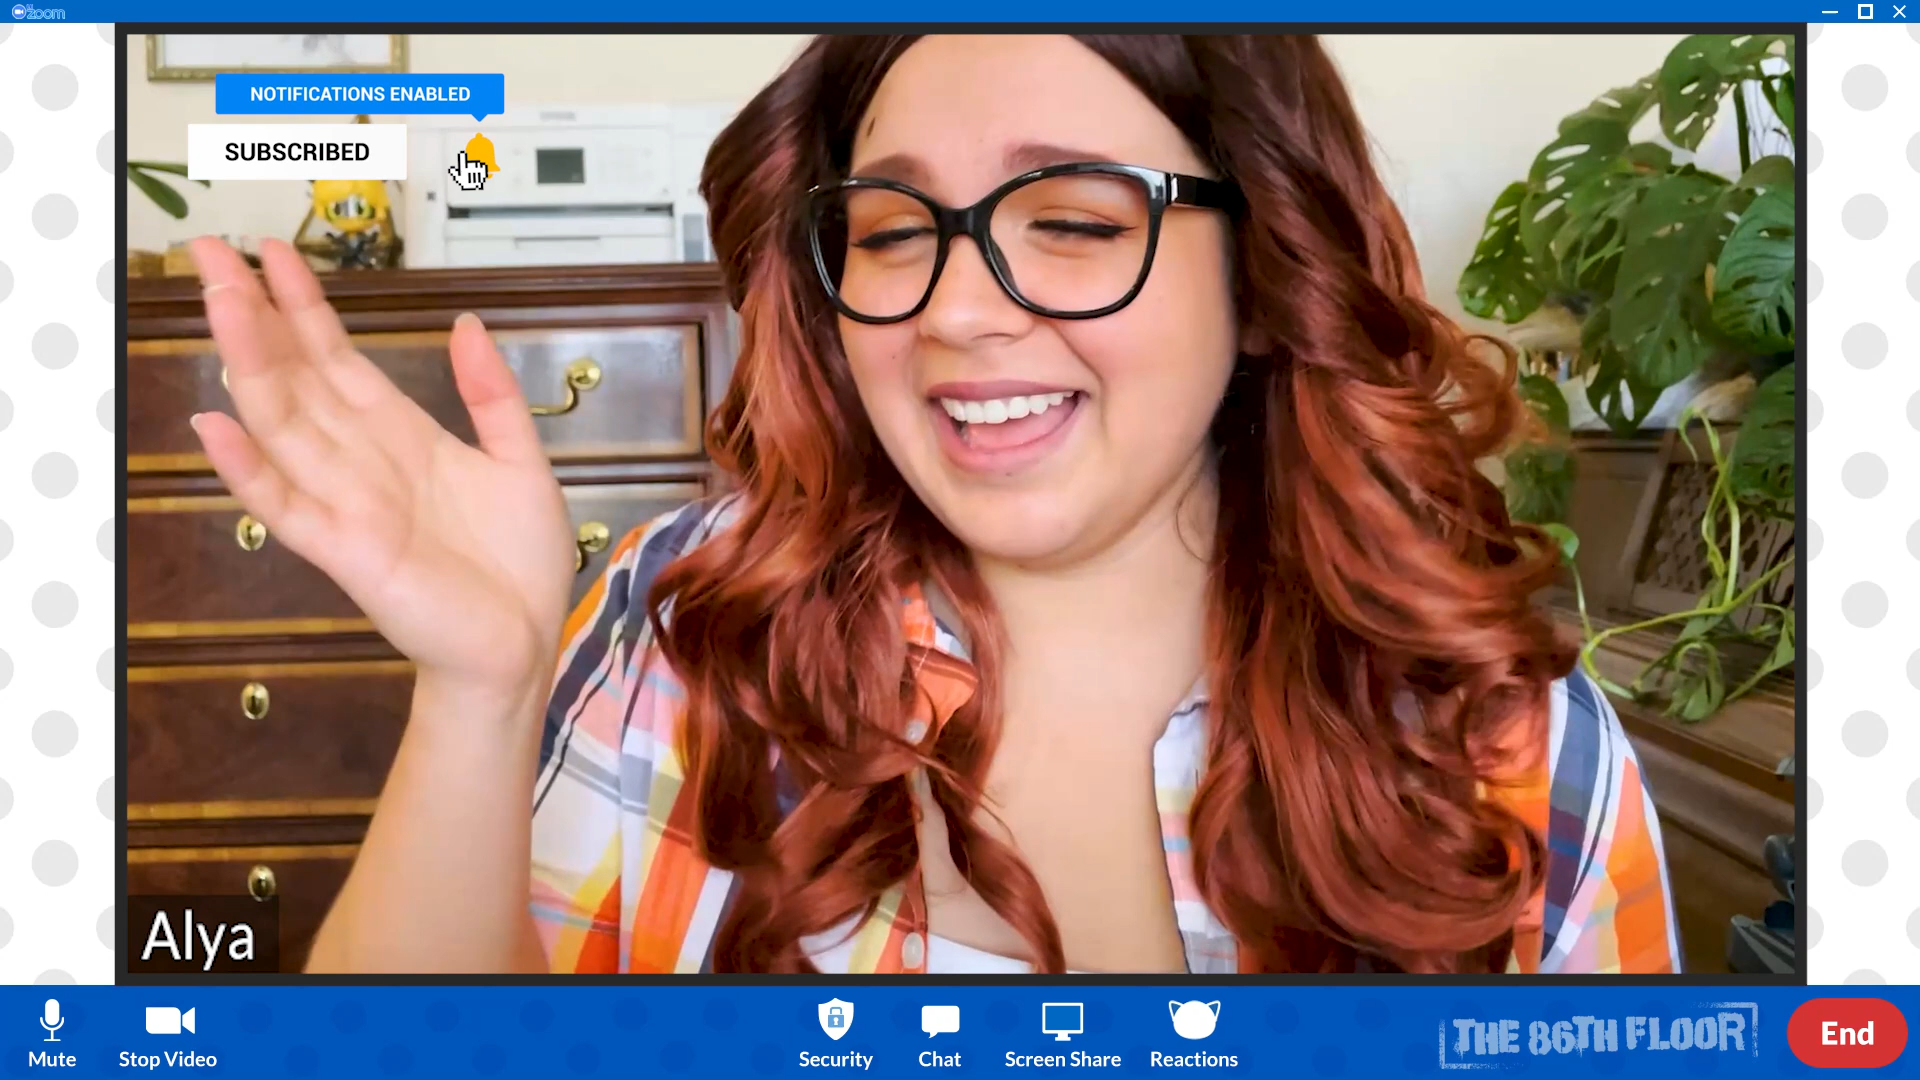 zoom
NOTIFICATIONS ENABLED
SUBSCRIBED
Alya
Mute
Stop Video
Security
Chat
Screen Share
Reactions
THE 86TH FLOOR
End